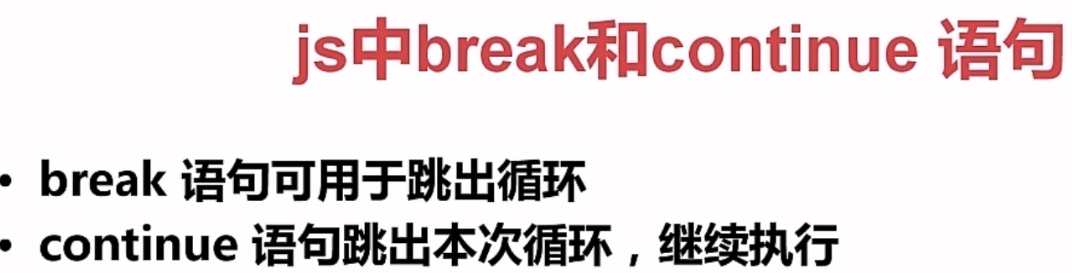 js中break和continue 语句
• break 语句可用于跳出循环
• continue 语句跳出本次循环，继续执行